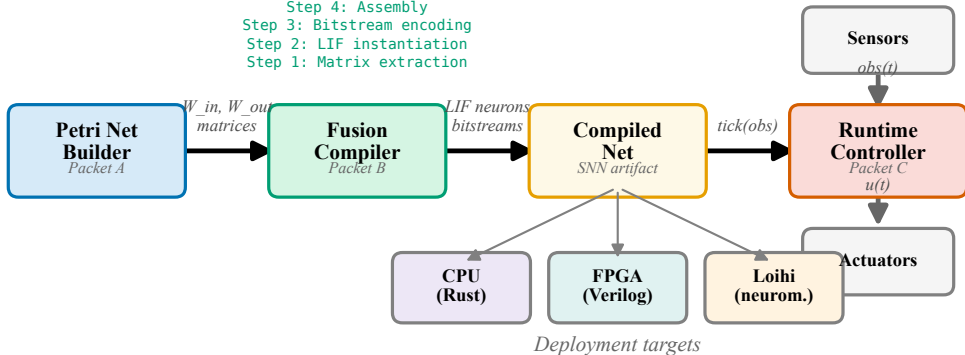 Step 4: Assembly
Step 3: Bitstream encoding
Step 2: LIF instantiation
Step 1: Matrix extraction
Sensors
obs(t)
Petri Net
Builder
Packet A
W_in, W_out
matrices
Fusion
Compiler
Packet B
LIF neurons
bitstreams
Compiled
Net
SNN artifact
tick(obs)
Runtime
Controller
Packet C
u(t)
Actuators
CPU
(Rust)
FPGA
(Verilog)
Loihi
(neurom.)
Deployment targets